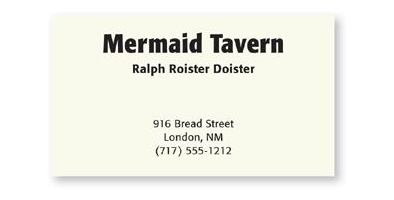 Mermaid Tavern
Ralph Roister Doister
916 Bread Street
London, NM
(717) 555-1212